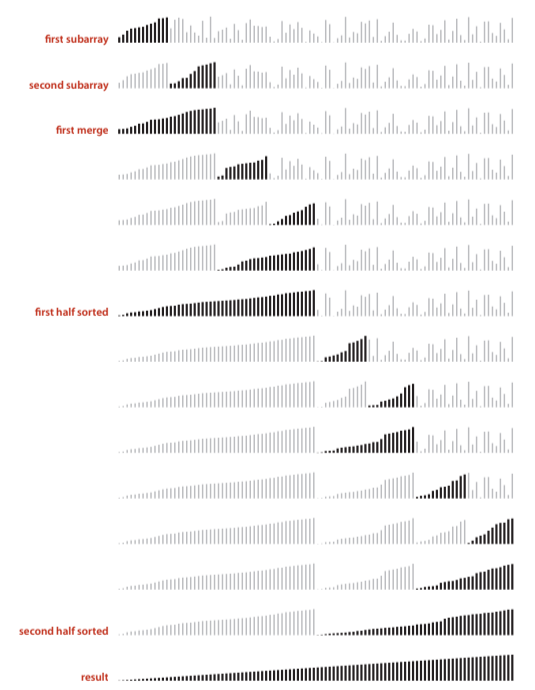 first subarray
second subarray
first merge
first half sorted
second half sorted
result